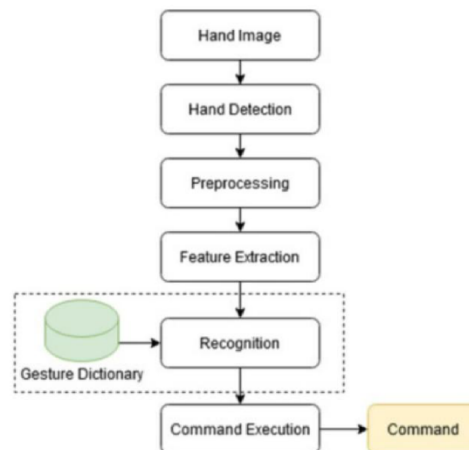 Hand Image
Hand Detection
Preprocessing
Feature Extraction
Recognition
Gesture Dictionary
Command Execution
Command